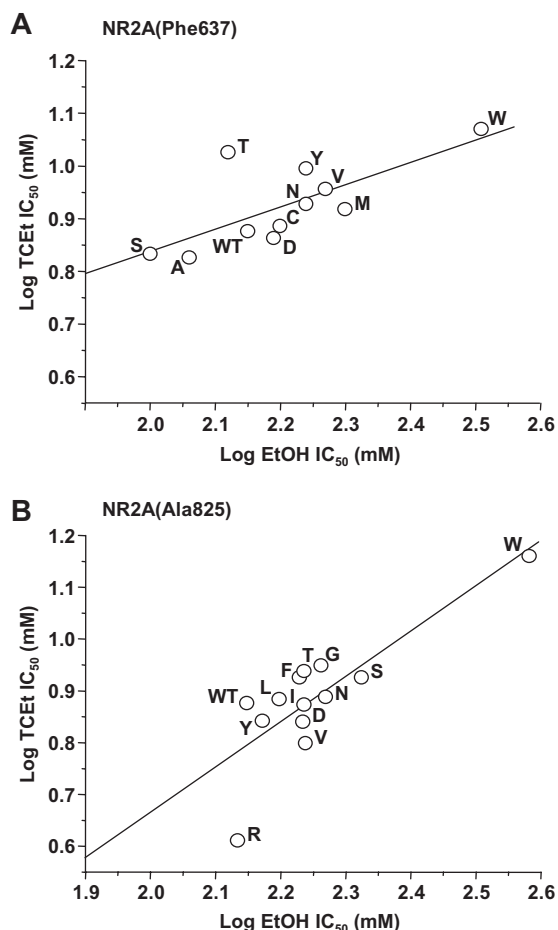 A
NR2A(Phe637)
1.2
1.1
1.0
0.9
0.8
0.7
0.6
Log TCEt IC50 (mM)
S
A
T
WT
D
C
N
Y
V
M
W
2.0
2.1
2.2
2.3
2.4
2.5
2.6
Log EtOH IC50 (mM)
B
NR2A(Ala825)
1.2
1.1
1.0
0.9
0.8
0.7
0.6
Log TCEt IC50 (mM)
W
T
G
F
S
L
I
N
WT
Y
D
V
R
1.9
2.0
2.1
2.2
2.3
2.4
2.5
2.6
Log EtOH IC50 (mM)